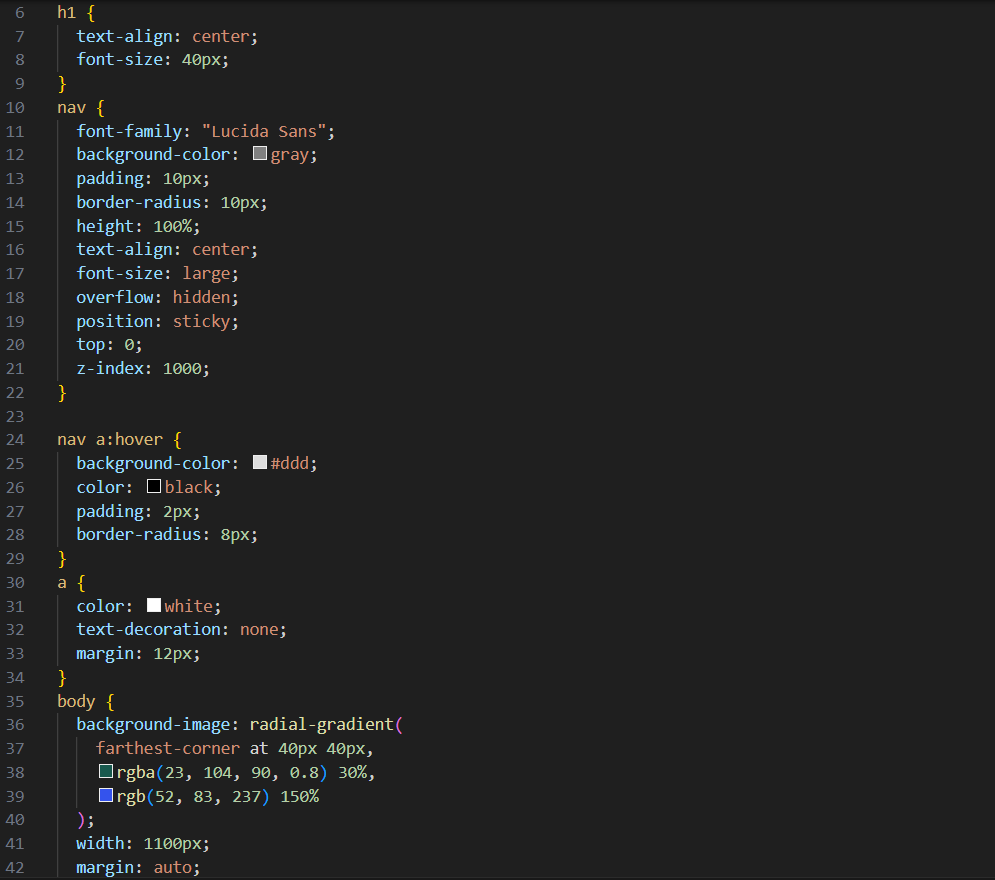 6 h1 {
7 text-align: center;
8 font-size: 40px;
9 }
10 nav {
11 font-family: "Lucida Sans";
12 background-color: gray;
13 padding: 10px;
14 border-radius: 10px;
15 height: 100%;
16 text-align: center;
17 font-size: large;
18 overflow: hidden;
19 position: sticky;
20 top: 0;
21 z-index: 1000;
22 }
23
24 nav a:hover {
25 background-color: #ddd;
26 color: black;
27 padding: 2px;
28 border-radius: 8px;
29 }
30 a {
31 color: white;
32 text-decoration: none;
33 margin: 12px;
34 }
35 body {
36 background-image: radial-gradient(
37 farthest-corner at 40px 40px,
38 rgba(23, 104, 90, 0.8) 30%,
39 rgb(52, 83, 237) 150%
40 );
41 width: 1100px;
42 margin: auto;